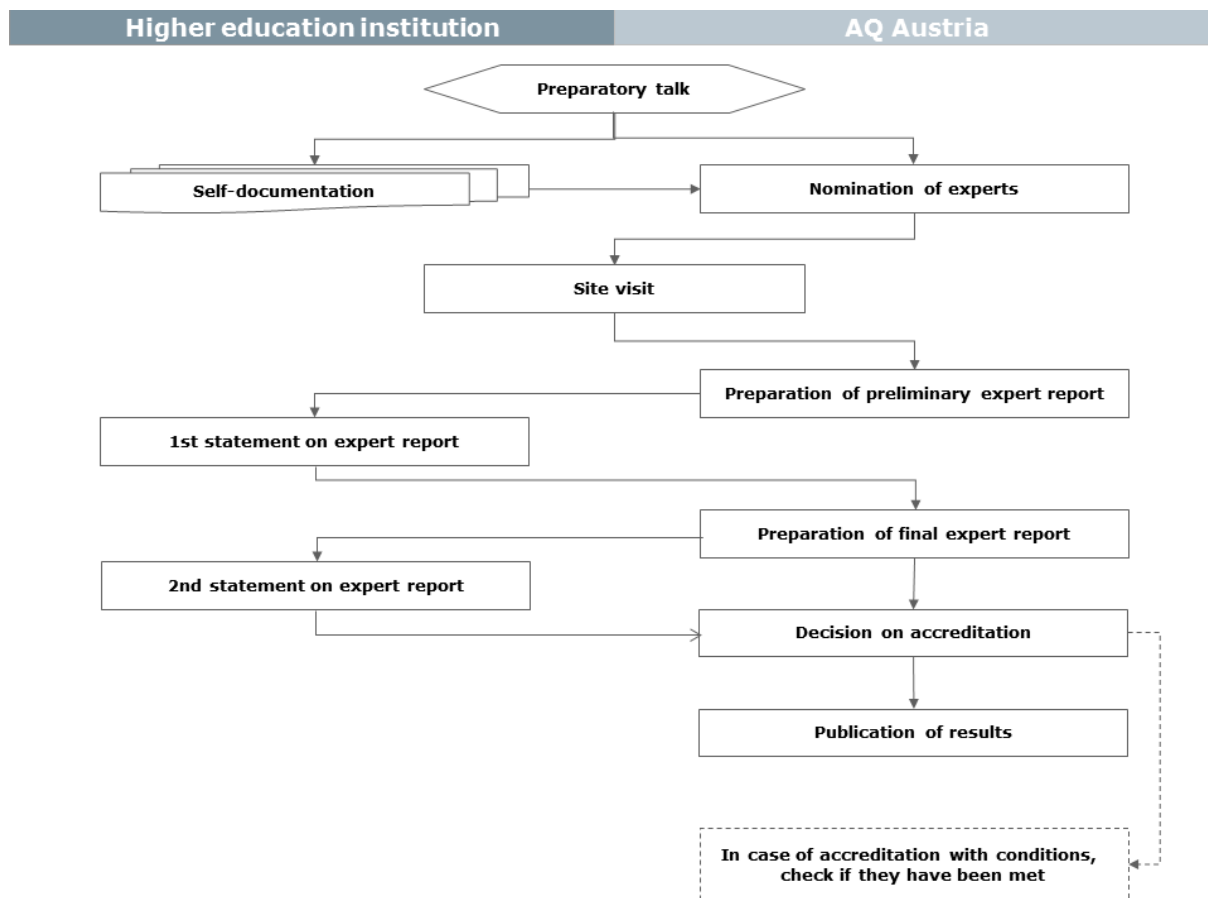 Higher education institution
AQ Austria
Preparatory talk
Self-documentation
Nomination of experts
Site visit
Preparation of preliminary expert report
1st statement on expert report
Preparation of final expert report
2nd statement on expert report
Decision on accreditation
Publication of results
In case of accreditation with conditions,
check if they have been met